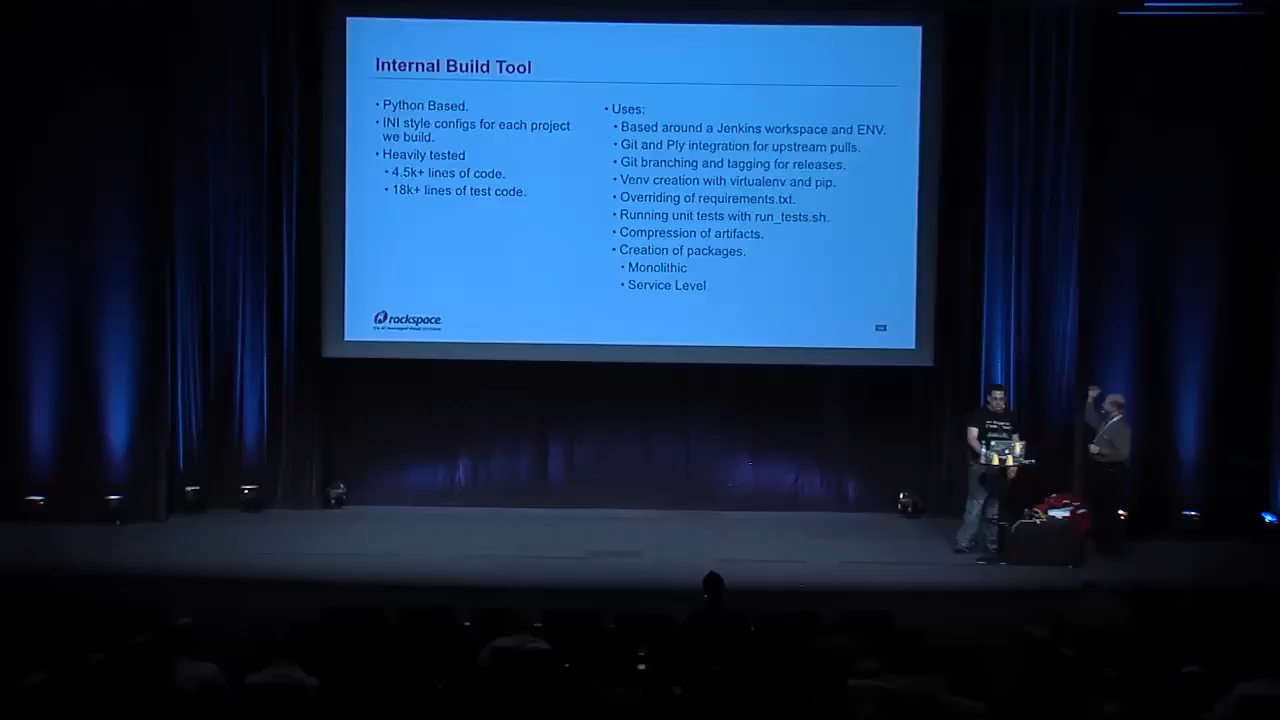 Internal Build Tool
• Python Based.
• INI style configs for each project
we build.
• Heavily tested
• 4.5k+ lines of code.
• 18k+ lines of test code.
• Uses:
• Based around a Jenkins workspace and ENV.
• Git and Ply integration for upstream pulls.
• Git branching and tagging for releases.
• Venv creation with virtualenv and pip.
• Overriding of requirements.txt.
• Running unit tests with run_tests.sh.
• Compression of artifacts.
• Creation of packages.
• Monolithic
• Service Level
rackspace